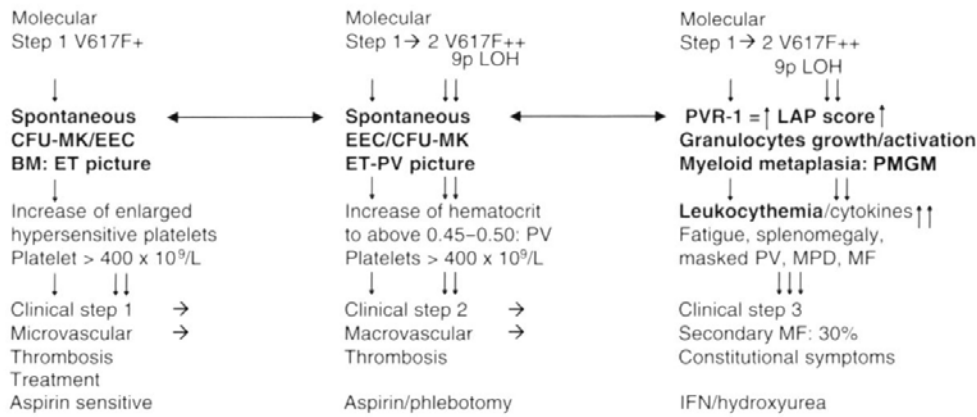 Molecular
Step 1 V617F+
↓
Spontaneous
CFU-MK/EEC
BM: ET picture
↓
Increase of enlarged
hypersensitive platelets
Platelet > 400 x 10⁹/L
↓ ↓↓
Clinical step 1 →
Microvascular →
Thrombosis
Treatment
Aspirin sensitive
Molecular
Step 1→ 2 V617F++
9p LOH
↓ ↓↓
Spontaneous
EEC/CFU-MK
ET-PV picture
↓ ↓↓
Increase of hematocrit
to above 0.45–0.50: PV
Platelets > 400 x 10⁹/L
↓ ↓↓
Clinical step 2 →
Macrovascular →
Thrombosis
Aspirin/phlebotomy
Molecular
Step 1→ 2 V617F++
9p LOH
↓ ↓↓
PVR-1 =↑ LAP score↑
Granulocytes growth/activation
Myeloid metaplasia: PMGM
↓ ↓↓
Leukocythemia/cytokines↑↑
Fatigue, splenomegaly,
masked PV, MPD, MF
↓↓↓
Clinical step 3
Secondary MF: 30%
Constitutional symptoms
IFN/hydroxyurea